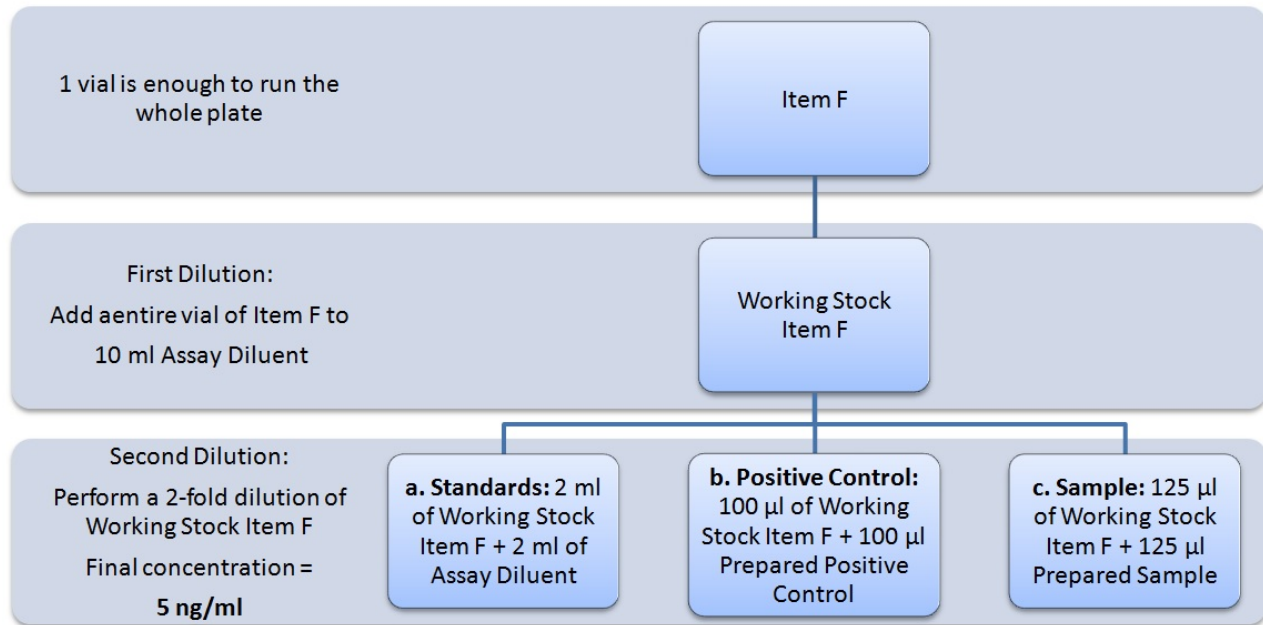 1 vial is enough to run the
whole plate
Item F
First Dilution:
Add aentire vial of Item F to
10 ml Assay Diluent
Working Stock
Item F
Second Dilution:
Perform a 2-fold dilution of
Working Stock Item F
Final concentration =
5 ng/ml
a. Standards: 2 ml
of Working Stock
Item F + 2 ml of
Assay Diluent
b. Positive Control:
100 µl of Working
Stock Item F + 100 µl
Prepared Positive
Control
c. Sample: 125 µl
of Working Stock
Item F + 125 µl
Prepared Sample